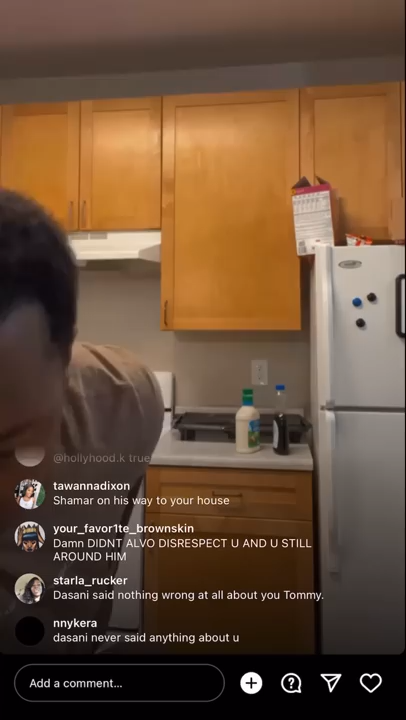 @hollyhood.k true
tawannadixon
Shamar on his way to your house
your_favor1te_brownskin
Damn DIDNT ALVO DISRESPECT U AND U STILL
AROUND HIM
starla_rucker
Dasani said nothing wrong at all about you Tommy.
nnykera
dasani never said anything about u
Add a comment...